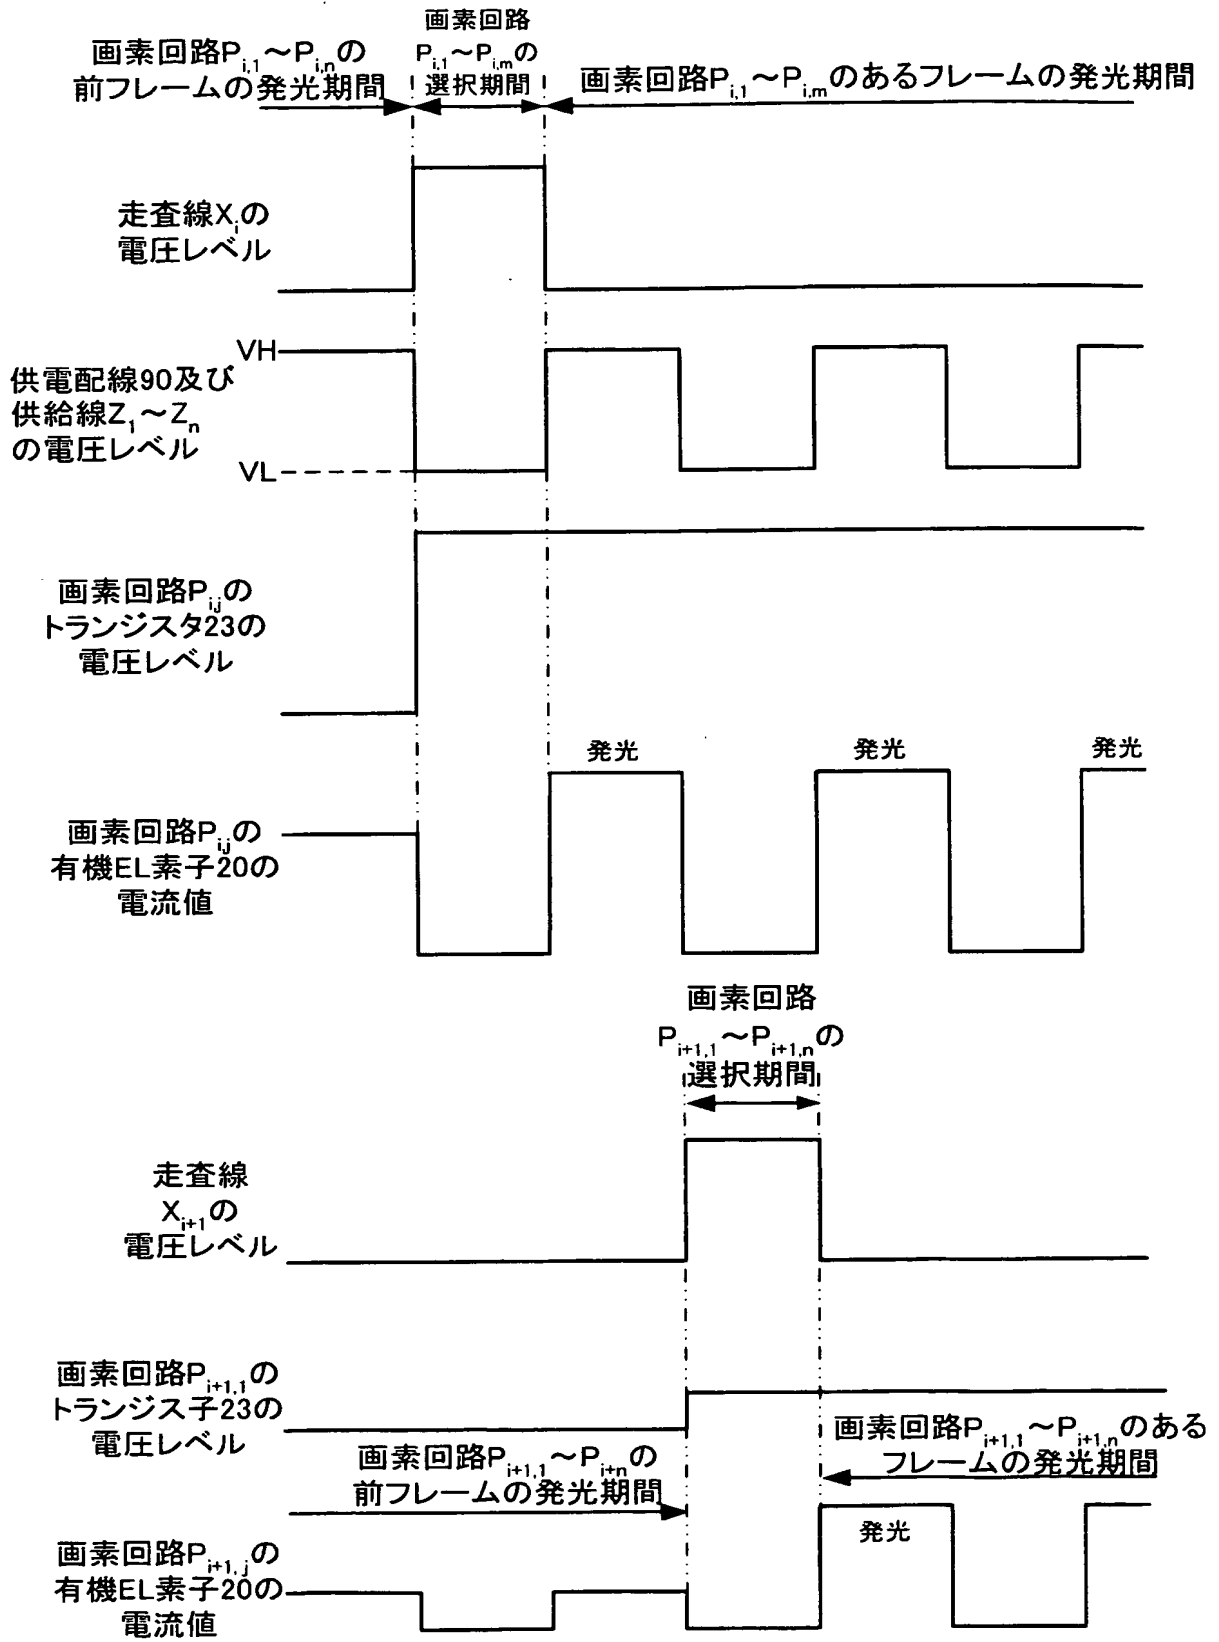 画素回路P_{i,1}~P_{i,n}の
前フレームの発光期間
画素回路
P_{i,1}~P_{i,m}の
選択期間
画素回路P_{i,1}~P_{i,m}のあるフレームの発光期間
走査線X_iの
電圧レベル
VH
供電配線90及び
供給線Z_1~Z_n
の電圧レベル
VL
画素回路P_{i,j}の
トランジスタ23の
電圧レベル
発光
発光
発光
画素回路P_{i,j}の
有機EL素子20の
電流値
画素回路
P_{i+1,1}~P_{i+1,n}の
選択期間
走査線
X_{i+1}の
電圧レベル
画素回路P_{i+1,1}の
トランジス子23の
電圧レベル
画素回路P_{i+1,1}~P_{i+n}の
前フレームの発光期間
画素回路P_{i+1,1}~P_{i+1,n}のある
フレームの発光期間
発光
画素回路P_{i+1,j}の
有機EL素子20の
電流値